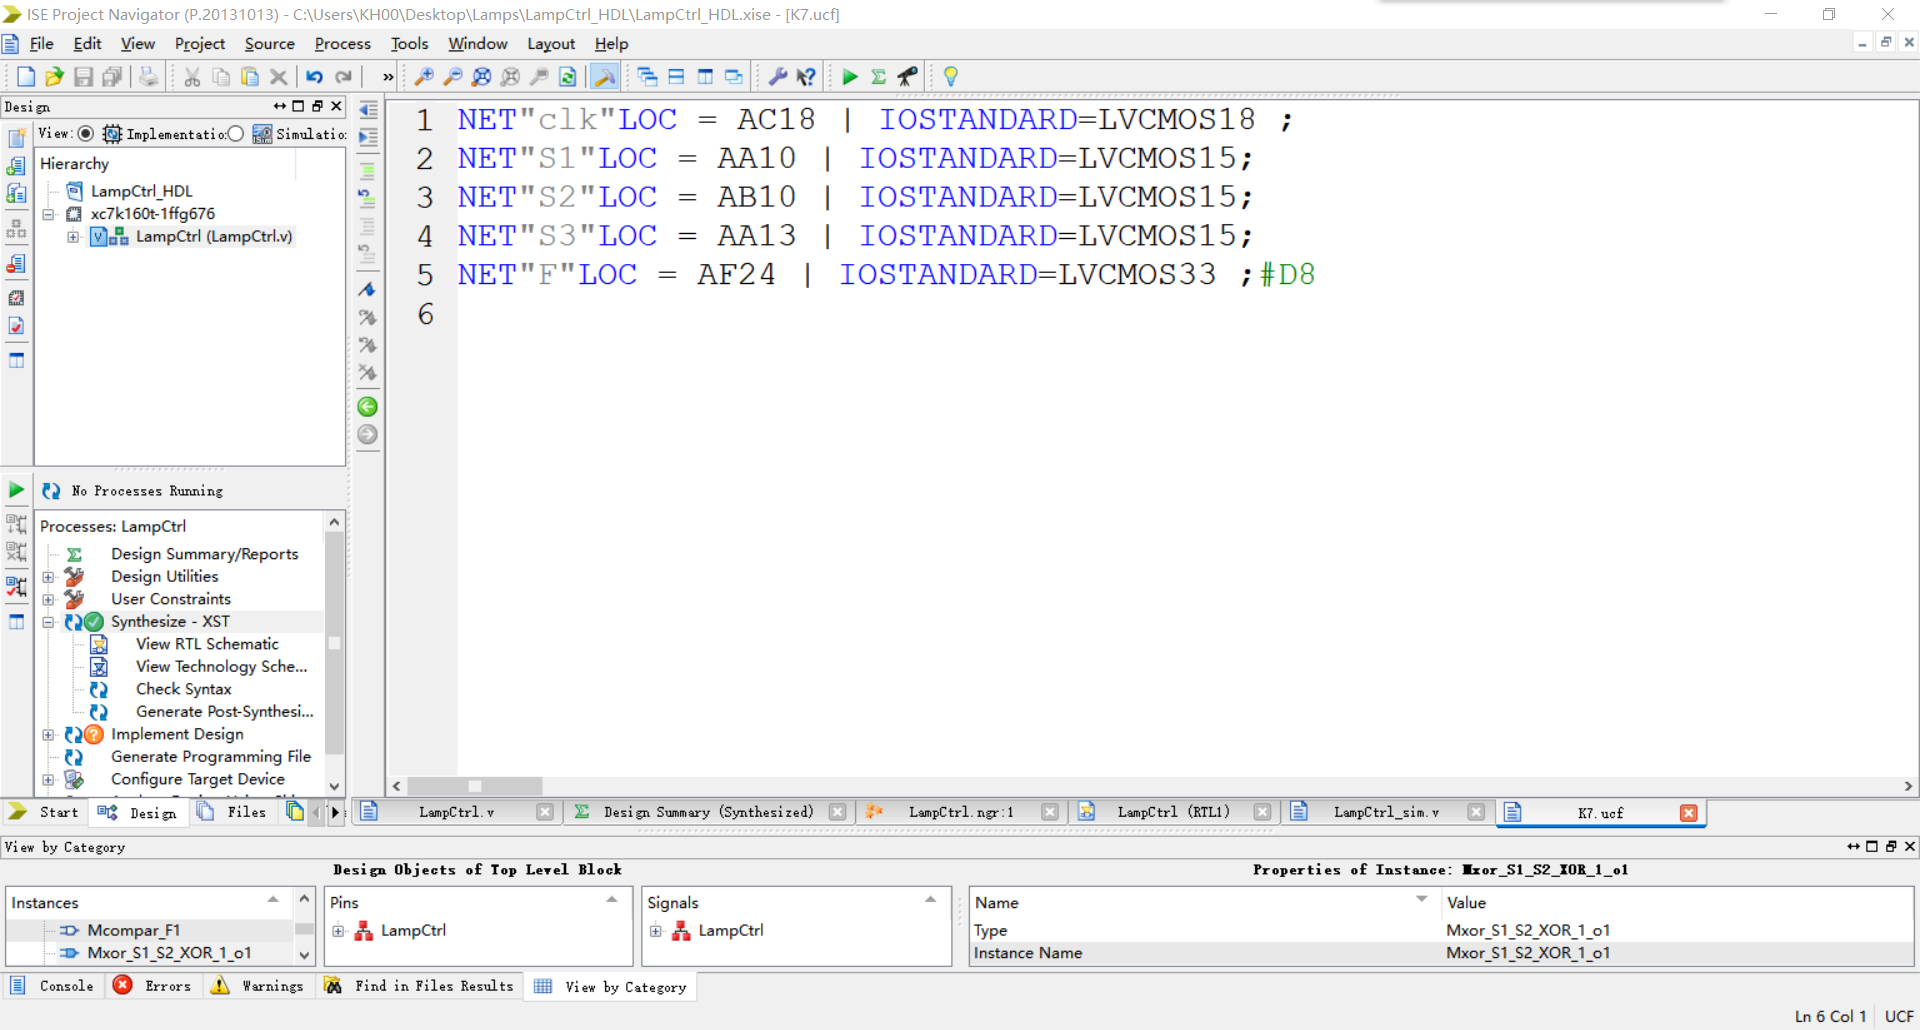 ISE Project Navigator (P.20131013) - C:\Users\KH00\Desktop\Lamps\LampCtrl_HDL\LampCtrl_HDL.xise - [K7.ucf]
File Edit View Project Source Process Tools Window Layout Help
Design
View: Implementatio Simulatio
Hierarchy
LampCtrl_HDL
xc7k160t-1ffg676
LampCtrl (LampCtrl.v)
1 NET"clk"LOC = AC18 | IOSTANDARD=LVCMOS18 ;
2 NET"S1"LOC = AA10 | IOSTANDARD=LVCMOS15;
3 NET"S2"LOC = AB10 | IOSTANDARD=LVCMOS15;
4 NET"S3"LOC = AA13 | IOSTANDARD=LVCMOS15;
5 NET"F"LOC = AF24 | IOSTANDARD=LVCMOS33 ;#D8
6
No Processes Running
Processes: LampCtrl
Design Summary/Reports
Design Utilities
User Constraints
Synthesize - XST
View RTL Schematic
View Technology Sche...
Check Syntax
Generate Post-Synthesi...
Implement Design
Generate Programming File
Configure Target Device
Start Design Files
LampCtrl.v Design Summary (Synthesized) LampCtrl.ngr:1 LampCtrl (RTL1) LampCtrl_sim.v K7.ucf
View by Category
Design Objects of Top Level Block Properties of Instance: Mxor_S1_S2_XOR_1_o1
Instances Pins Signals Name Value
Mcompar_F1 LampCtrl LampCtrl Type Mxor_S1_S2_XOR_1_o1
Mxor_S1_S2_XOR_1_o1 Instance Name Mxor_S1_S2_XOR_1_o1
Console Errors Warnings Find in Files Results View by Category
Ln 6 Col 1 UCF